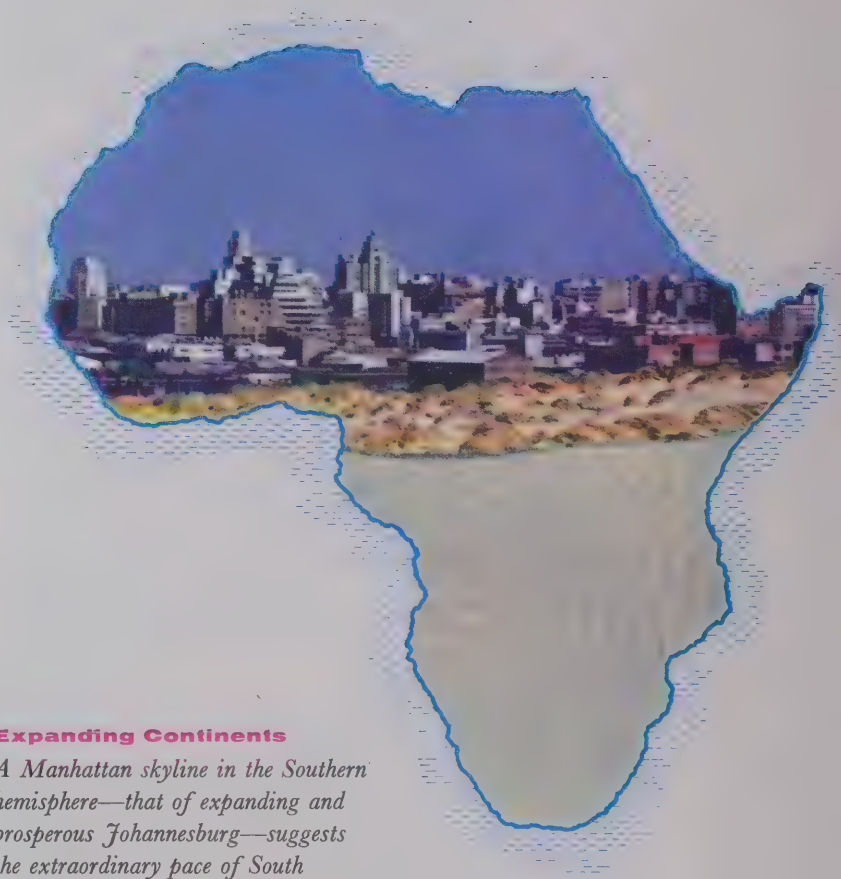 Expanding Continents
A Manhattan skyline in the Southern
hemisphere—that of expanding and
prosperous Johannesburg—suggests
the extraordinary pace of South